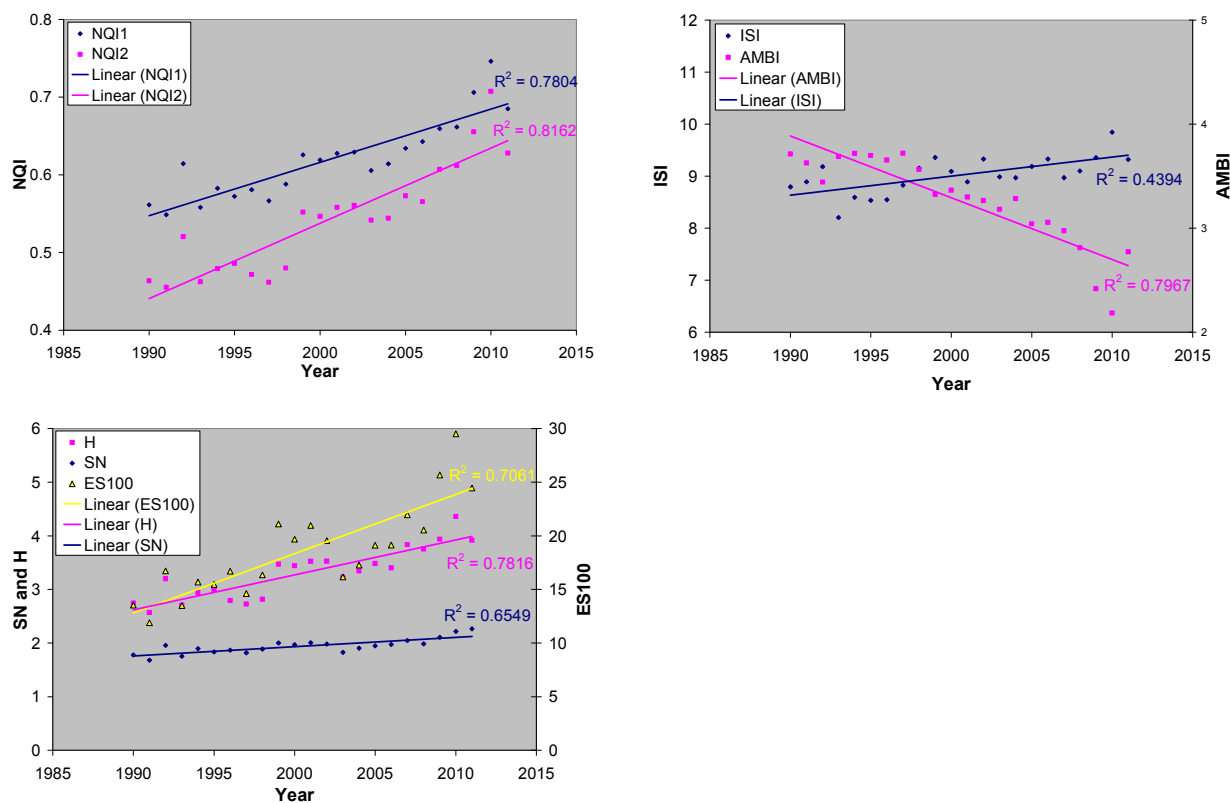 0.8
0.7
0.6
0.5
0.4
NQI
NQI1
NQI2
Linear (NQI1)
Linear (NQI2)
R² = 0.7804
R² = 0.8162
1985 1990 1995 2000 2005 2010 2015
Year
12
11
10
9
8
7
6
ISI
ISI
AMBI
Linear (AMBI)
Linear (ISI)
R² = 0.4394
R² = 0.7967
5
4
3
2
AMBI
1985 1990 1995 2000 2005 2010 2015
Year
6
5
4
3
2
1
0
SN and H
H
SN
ES100
Linear (ES100)
Linear (H)
Linear (SN)
R² = 0.7061
R² = 0.7816
R² = 0.6549
30
25
20
15
10
5
0
ES100
1985 1990 1995 2000 2005 2010 2015
Year